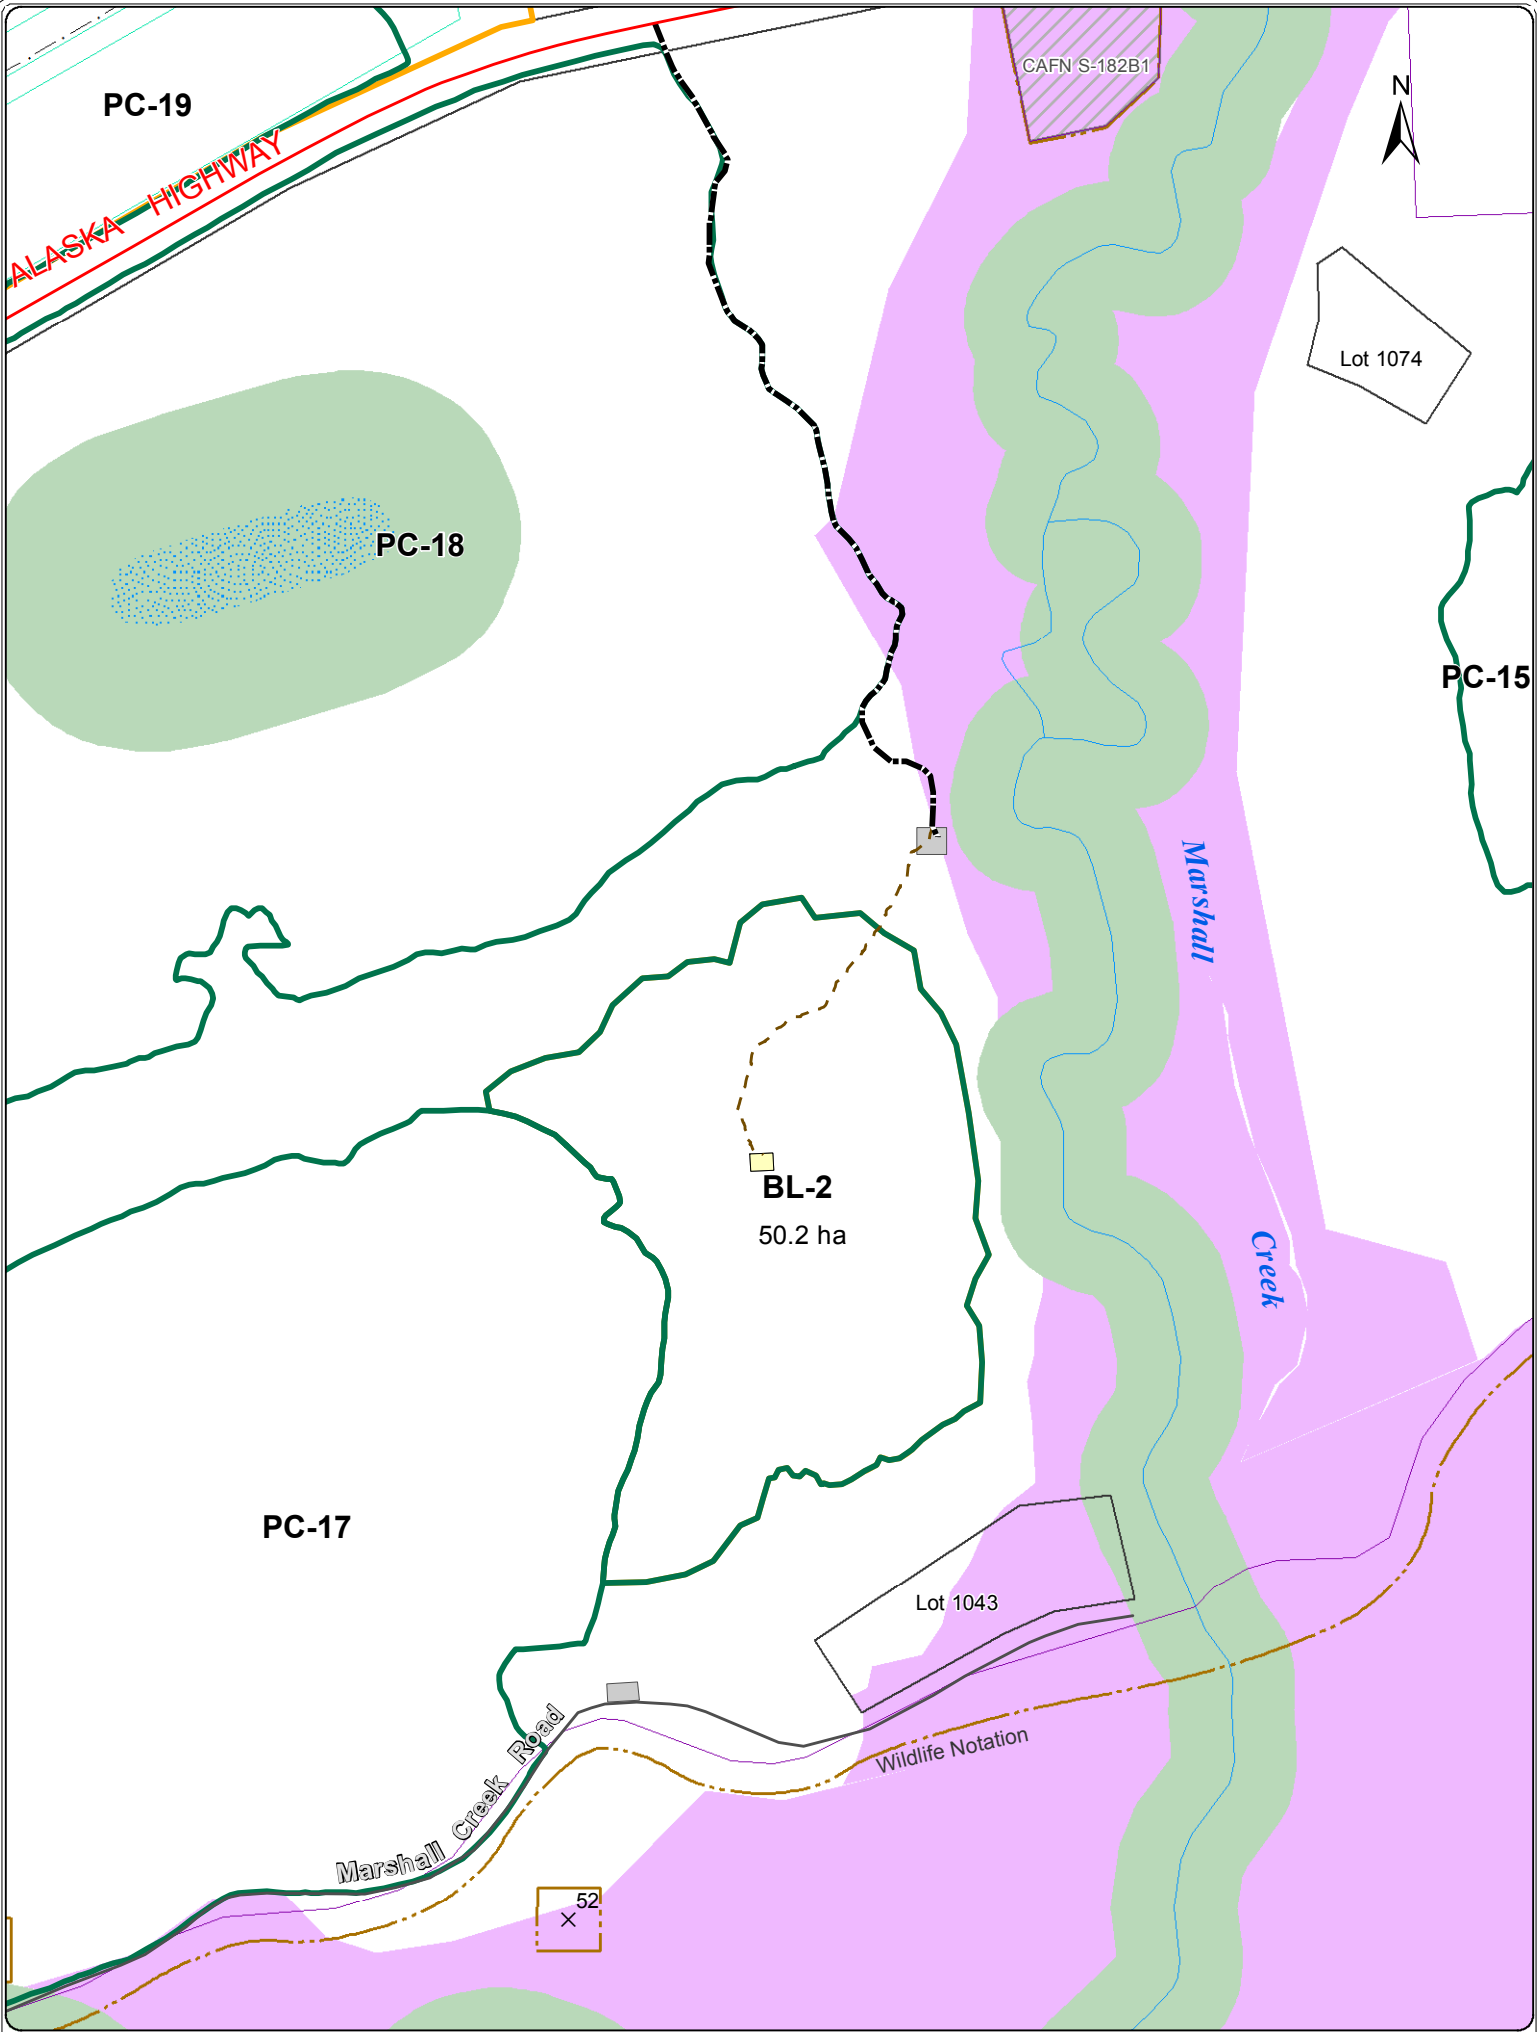 CAFN S-182B1
N
PC-19
ALASKA HIGHWAY
Lot 1074
PC-18
PC-15
Marshall
Creek
BL-2
50.2 ha
PC-17
Lot 1043
Marshall Creek Road
Wildlife Notation
52